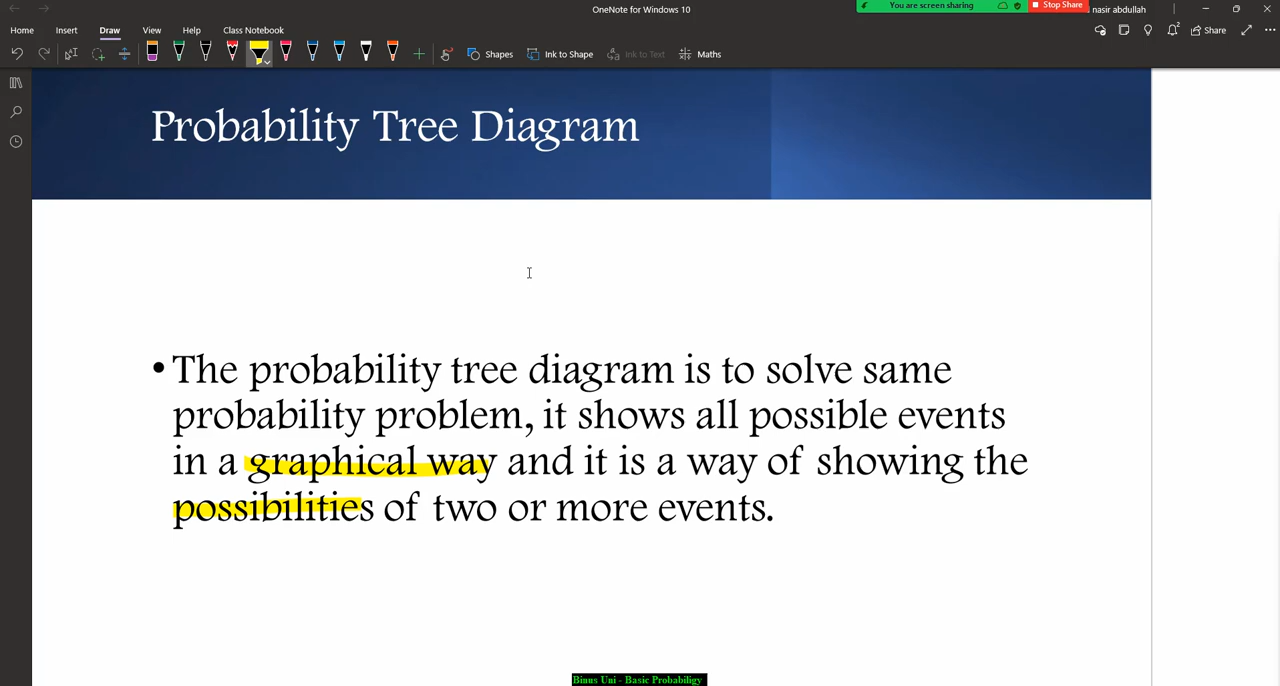 OneNote for Windows 10
You are screen sharing
Stop Share
nasir abdullah
Home Insert Draw View Help Class Notebook
Share
Shapes Ink to Shape Ink to Text Maths
Probability Tree Diagram
• The probability tree diagram is to solve same
probability problem, it shows all possible events
in a graphical way and it is a way of showing the
possibilities of two or more events.
Binus Uni - Basic Probabiligy